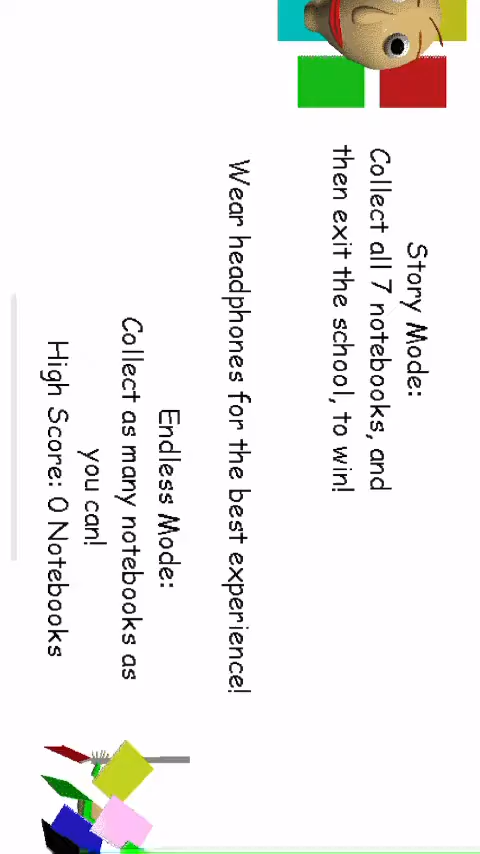 Story Mode:
Collect all 7 notebooks, and
then exit the school, to win!
Wear headphones for the best experience!
Endless Mode:
Collect as many notebooks as
you can!
High Score: 0 Notebooks